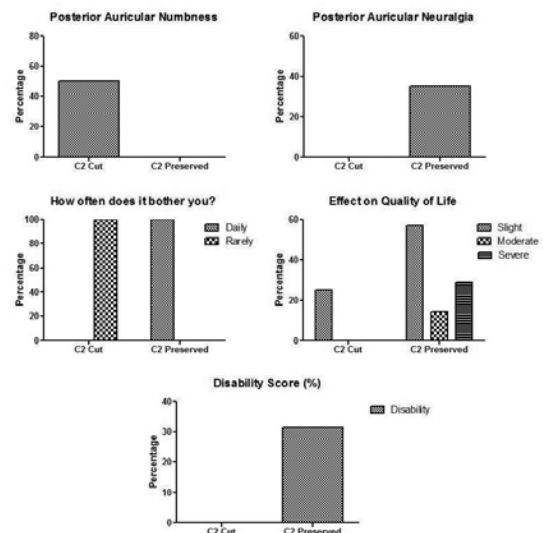 Posterior Auricular Numbness
Percentage
80
60
40
20
0
C2 Cut
C2 Preserved
Posterior Auricular Neuralgia
Percentage
60
40
20
0
C2 Cut
C2 Preserved
How often does it bother you?
Percentage
100
80
60
40
20
0
C2 Cut
C2 Preserved
Daily
Rarely
Effect on Quality of Life
Percentage
60
40
20
0
C2 Cut
C2 Preserved
Slight
Moderate
Severe
Disability Score (%)
Percentage
40
30
20
10
0
C2 Cut
C2 Preserved
Disability